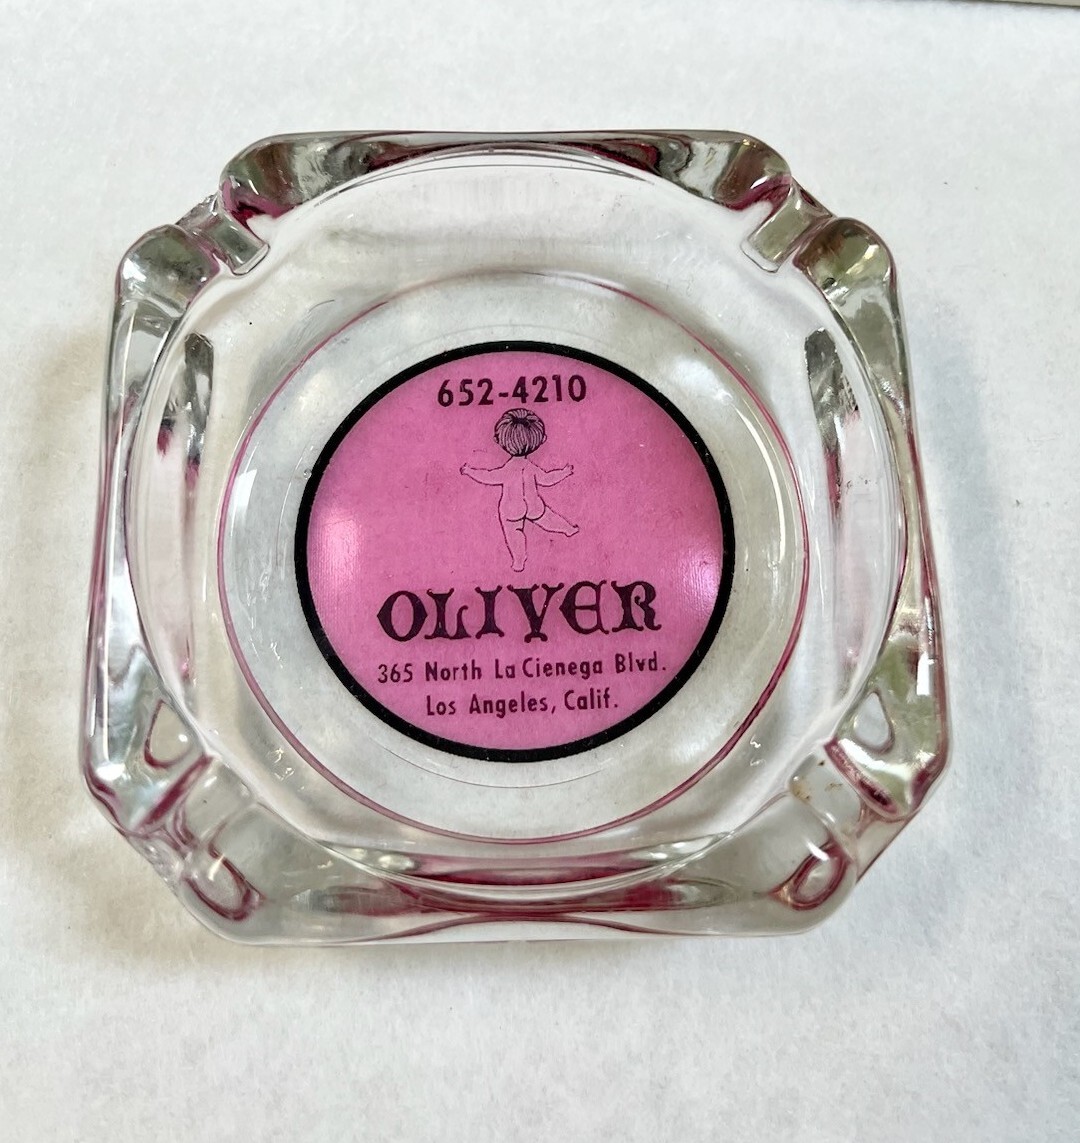 652-4210
OLIVER
365 North La Cienega Blvd.
Los Angeles, Calif.